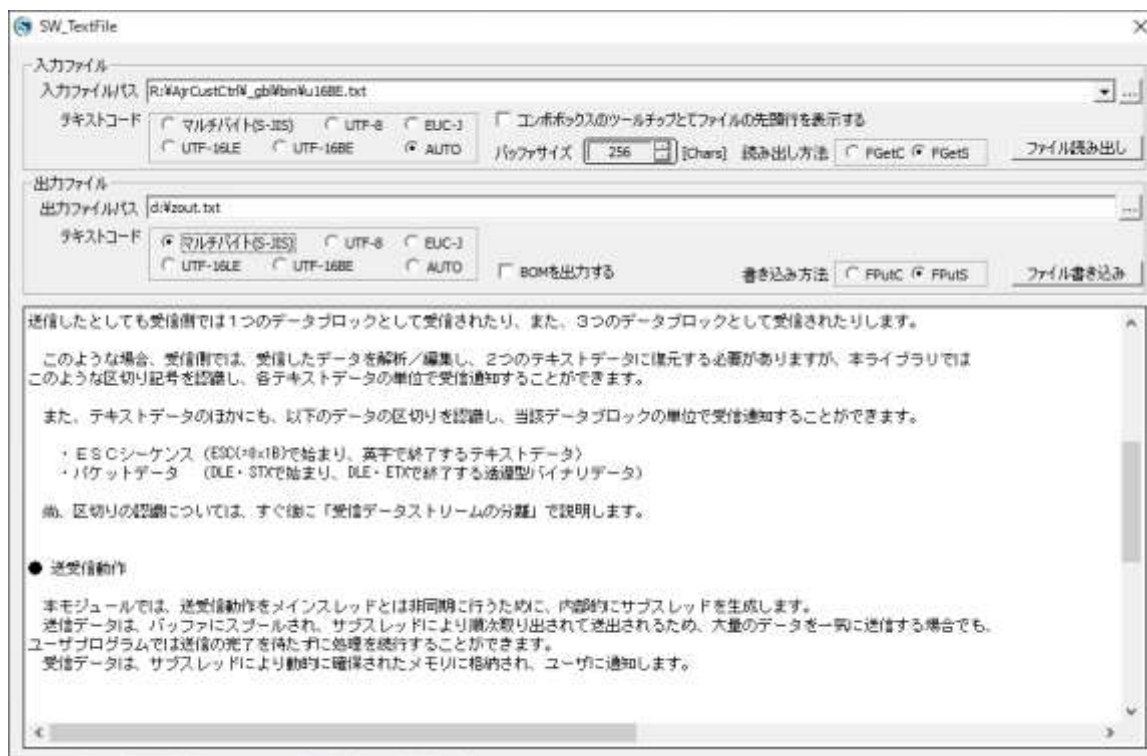 SW_TextFile
入力ファイル
入力ファイルパス R:¥AjrCustCtrl¥_gbl¥bin¥u16BE.txt ...
テキストコード マルチバイト(S-JIS) UTF-8 EUC-J コンボボックスのツールチップとてファイルの先頭行を表示する
UTF-16LE UTF-16BE AUTO バッファサイズ 256 [Chars] 読み出し方法 FGetC FGetS ファイル読み出し
出力ファイル
出力ファイルパス d:¥zout.txt ...
テキストコード マルチバイト(S-JIS) UTF-8 EUC-J
UTF-16LE UTF-16BE AUTO BOMを出力する 書き込み方法 FPutC FPutS ファイル書き込み
送信したとしても受信側では1つのデータブロックとして受信されたり、また、3つのデータブロックとして受信されたりします。
このような場合、受信側では、受信したデータを解析／編集し、2つのテキストデータに復元する必要がありますが、本ライブラリでは
このような区切り記号を認識し、各テキストデータの単位で受信通知することができます。
また、テキストデータのほかにも、以下のデータの区切りを認識し、当該データブロックの単位で受信通知することができます。
・ＥＳＣシーケンス（ESC(=0x1B)で始まり、英字で終了するテキストデータ）
・パケットデータ （DLE・STXで始まり、DLE・ETXで終了する透過型バイナリデータ）
尚、区切りの認識については、すぐ後に「受信データストリームの分離」で説明します。
● 送受信動作
本モジュールでは、送受信動作をメインスレッドとは非同期に行うために、内部的にサブスレッドを生成します。
送信データは、バッファにスプールされ、サブスレッドにより順次取り出されて送出されるため、大量のデータを一気に送信する場合でも、
ユーザプログラムでは送信の完了を待たずに処理を続行することができます。
受信データは、サブスレッドにより動的に確保されたメモリに格納され、ユーザに通知します。